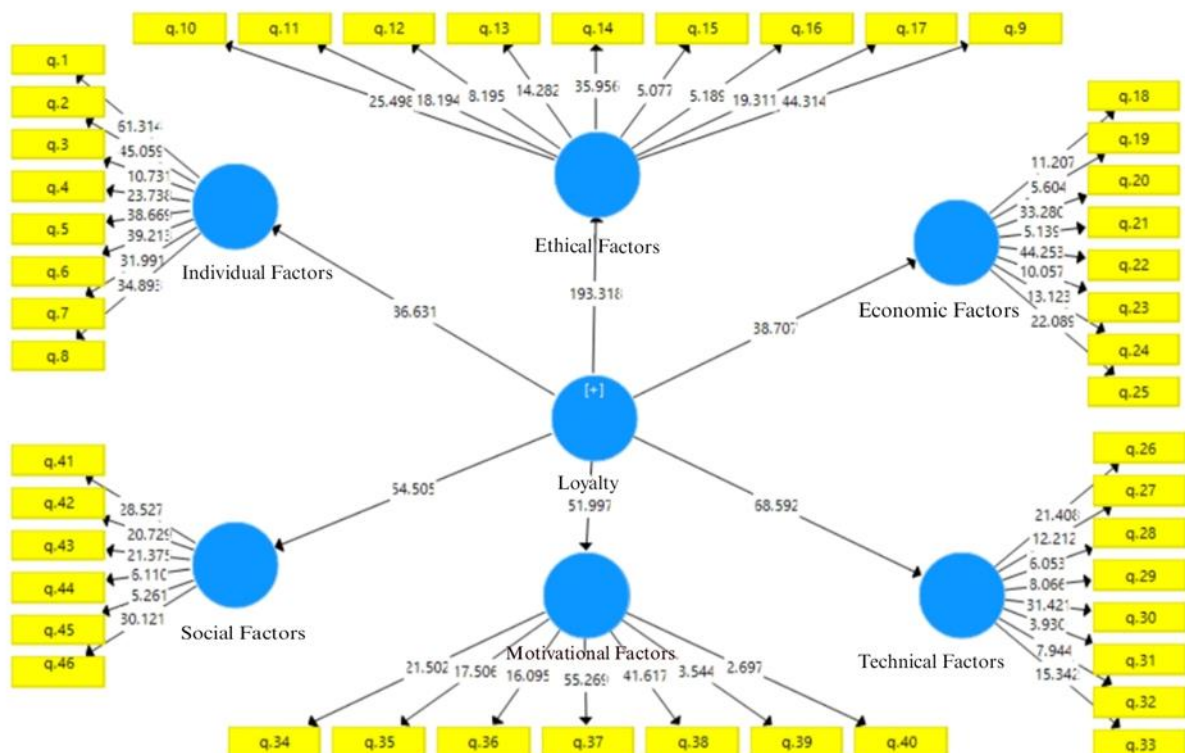 q.10
q.11
q.12
q.13
q.14
q.15
q.16
q.17
q.9
25.498
18.194
8.195
14.282
35.956
5.077
5.189
19.311
44.314
Ethical Factors
q.1
q.2
q.3
q.4
q.5
q.6
q.7
q.8
61.314
45.059
10.731
23.738
38.669
39.213
31.991
34.893
Individual Factors
q.18
q.19
q.20
q.21
q.22
q.23
q.24
q.25
11.207
5.604
33.280
5.139
44.253
10.057
13.123
22.089
Economic Factors
36.631
193.318
38.707
[+]
Loyalty
54.505
51.997
68.592
q.41
q.42
q.43
q.44
q.45
q.46
28.527
20.729
21.375
6.110
5.261
30.121
Social Factors
Motivational Factors
21.502
17.506
16.095
55.269
41.617
3.544
2.697
q.34
q.35
q.36
q.37
q.38
q.39
q.40
q.26
q.27
q.28
q.29
q.30
q.31
q.32
q.33
21.408
12.212
6.053
8.066
31.421
3.930
7.944
15.342
Technical Factors